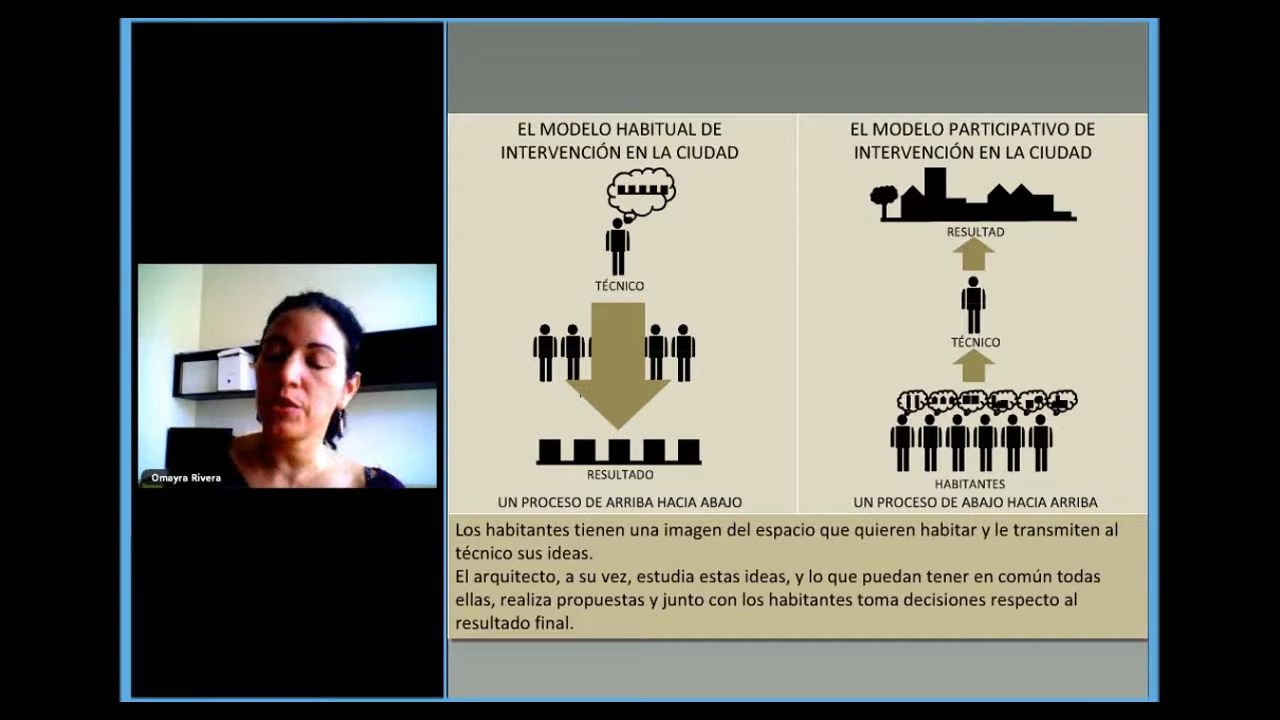 EL MODELO HABITUAL DE
INTERVENCIÓN EN LA CIUDAD
TÉCNICO
RESULTADO
UN PROCESO DE ARRIBA HACIA ABAJO
EL MODELO PARTICIPATIVO DE
INTERVENCIÓN EN LA CIUDAD
RESULTAD
TÉCNICO
HABITANTES
UN PROCESO DE ABAJO HACIA ARRIBA
Los habitantes tienen una imagen del espacio que quieren habitar y le transmiten al
técnico sus ideas.
El arquitecto, a su vez, estudia estas ideas, y lo que puedan tener en común todas
ellas, realiza propuestas y junto con los habitantes toma decisiones respecto al
resultado final.
Omayra Rivera